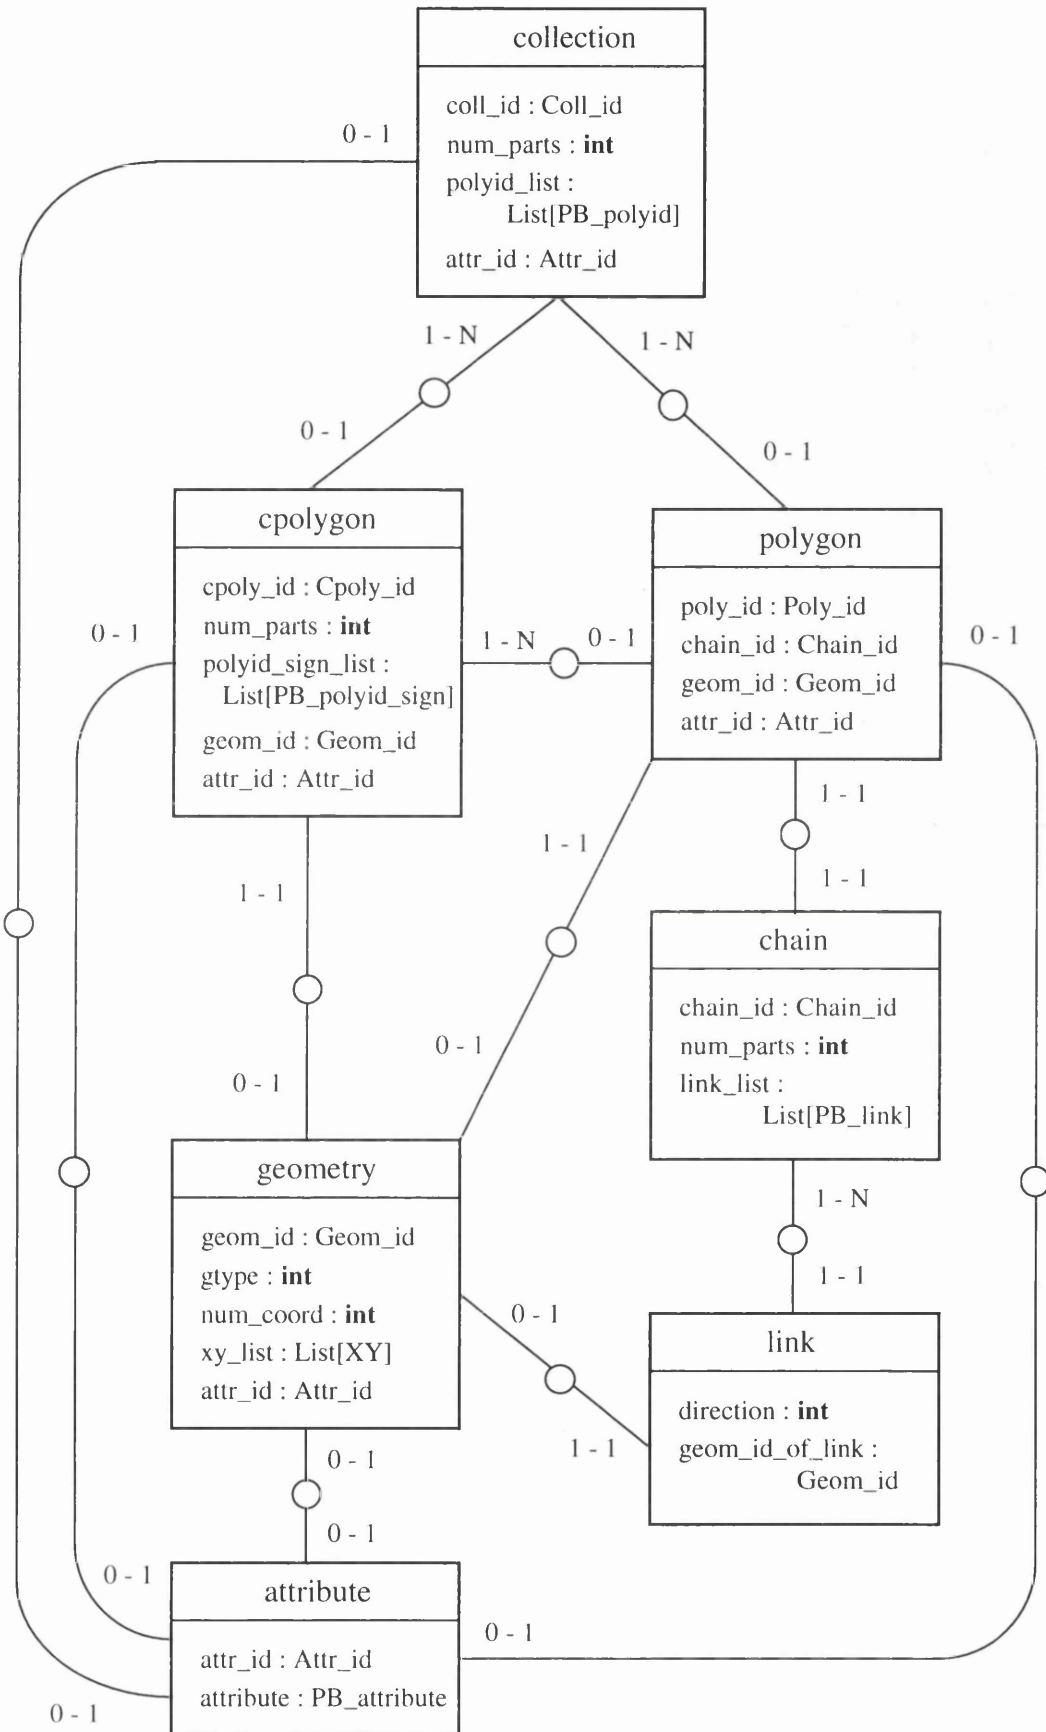 collection
coll_id : Coll_id
num_parts : int
polyid_list :
List[PB_polyid]
attr_id : Attr_id
0 - 1
1 - N
1 - N
0 - 1
0 - 1
cpolygon
cpoly_id : Cpoly_id
num_parts : int
polyid_sign_list :
List[PB_polyid_sign]
geom_id : Geom_id
attr_id : Attr_id
polygon
poly_id : Poly_id
chain_id : Chain_id
geom_id : Geom_id
attr_id : Attr_id
0 - 1
1 - N
0 - 1
0 - 1
1 - 1
1 - 1
1 - 1
1 - 1
0 - 1
0 - 1
chain
chain_id : Chain_id
num_parts : int
link_list :
List[PB_link]
geometry
geom_id : Geom_id
gtype : int
num_coord : int
xy_list : List[XY]
attr_id : Attr_id
1 - N
1 - 1
0 - 1
1 - 1
link
direction : int
geom_id_of_link :
Geom_id
0 - 1
0 - 1
0 - 1
0 - 1
0 - 1
attribute
attr_id : Attr_id
attribute : PB_attribute